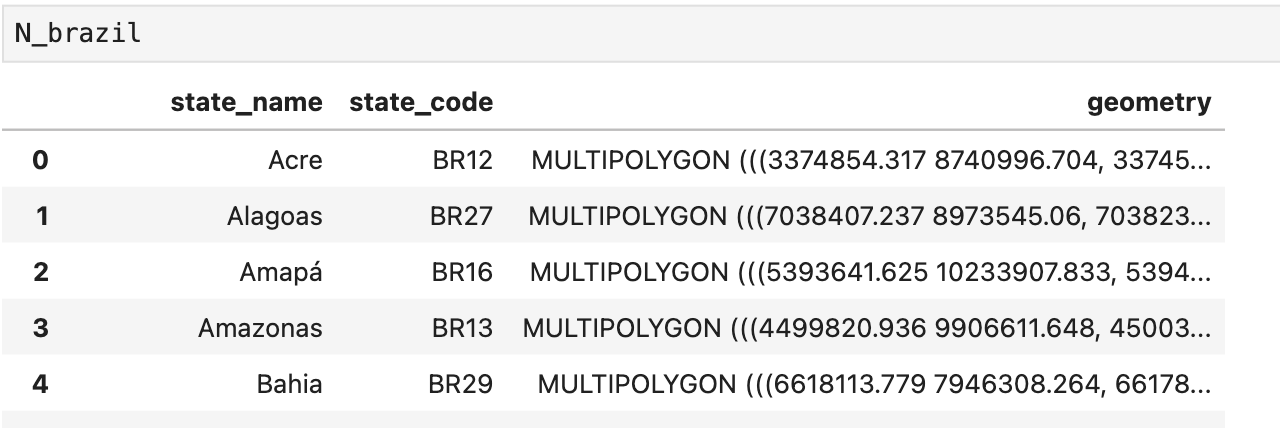 N_brazil
state_name state_code geometry
0 Acre BR12 MULTIPOLYGON (((3374854.317 8740996.704, 33745...
1 Alagoas BR27 MULTIPOLYGON (((7038407.237 8973545.06, 703823...
2 Amapá BR16 MULTIPOLYGON (((5393641.625 10233907.833, 5394...
3 Amazonas BR13 MULTIPOLYGON (((4499820.936 9906611.648, 45003...
4 Bahia BR29 MULTIPOLYGON (((6618113.779 7946308.264, 66178...